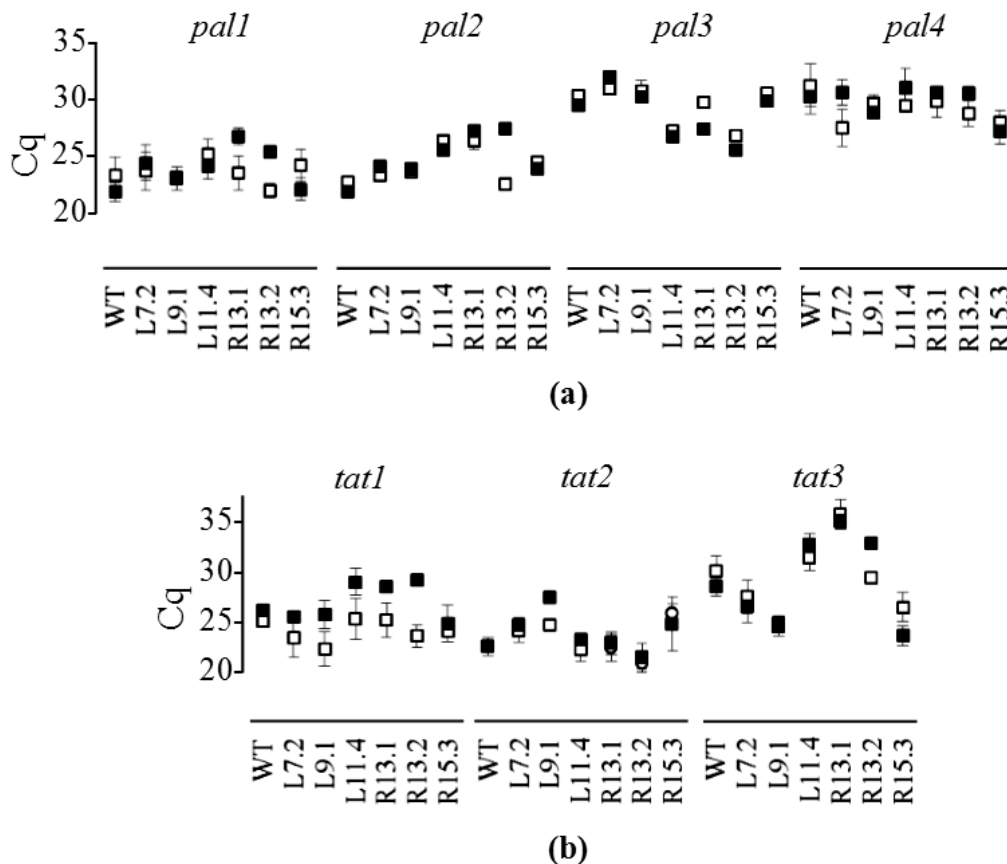 pal1 pal2 pal3 pal4
35
30
25
20
Cq
WT L7.2 L9.1 L11.4 R13.1 R13.2 R15.3 WT L7.2 L9.1 L11.4 R13.1 R13.2 R15.3 WT L7.2 L9.1 L11.4 R13.1 R13.2 R15.3 WT L7.2 L9.1 L11.4 R13.1 R13.2 R15.3
(a)
tat1 tat2 tat3
35
30
25
20
Cq
WT L7.2 L9.1 L11.4 R13.1 R13.2 R15.3 WT L7.2 L9.1 L11.4 R13.1 R13.2 R15.3 WT L7.2 L9.1 L11.4 R13.1 R13.2 R15.3
(b)